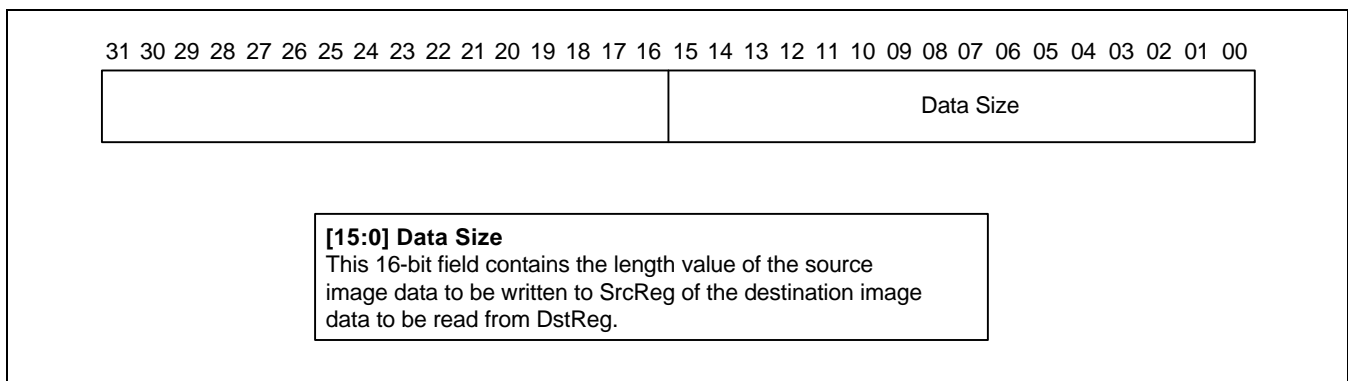 31 30 29 28 27 26 25 24 23 22 21 20 19 18 17 16 15 14 13 12 11 10 09 08 07 06 05 04 03 02 01 00
Data Size
[15:0] Data Size
This 16-bit field contains the length value of the source
image data to be written to SrcReg of the destination image
data to be read from DstReg.